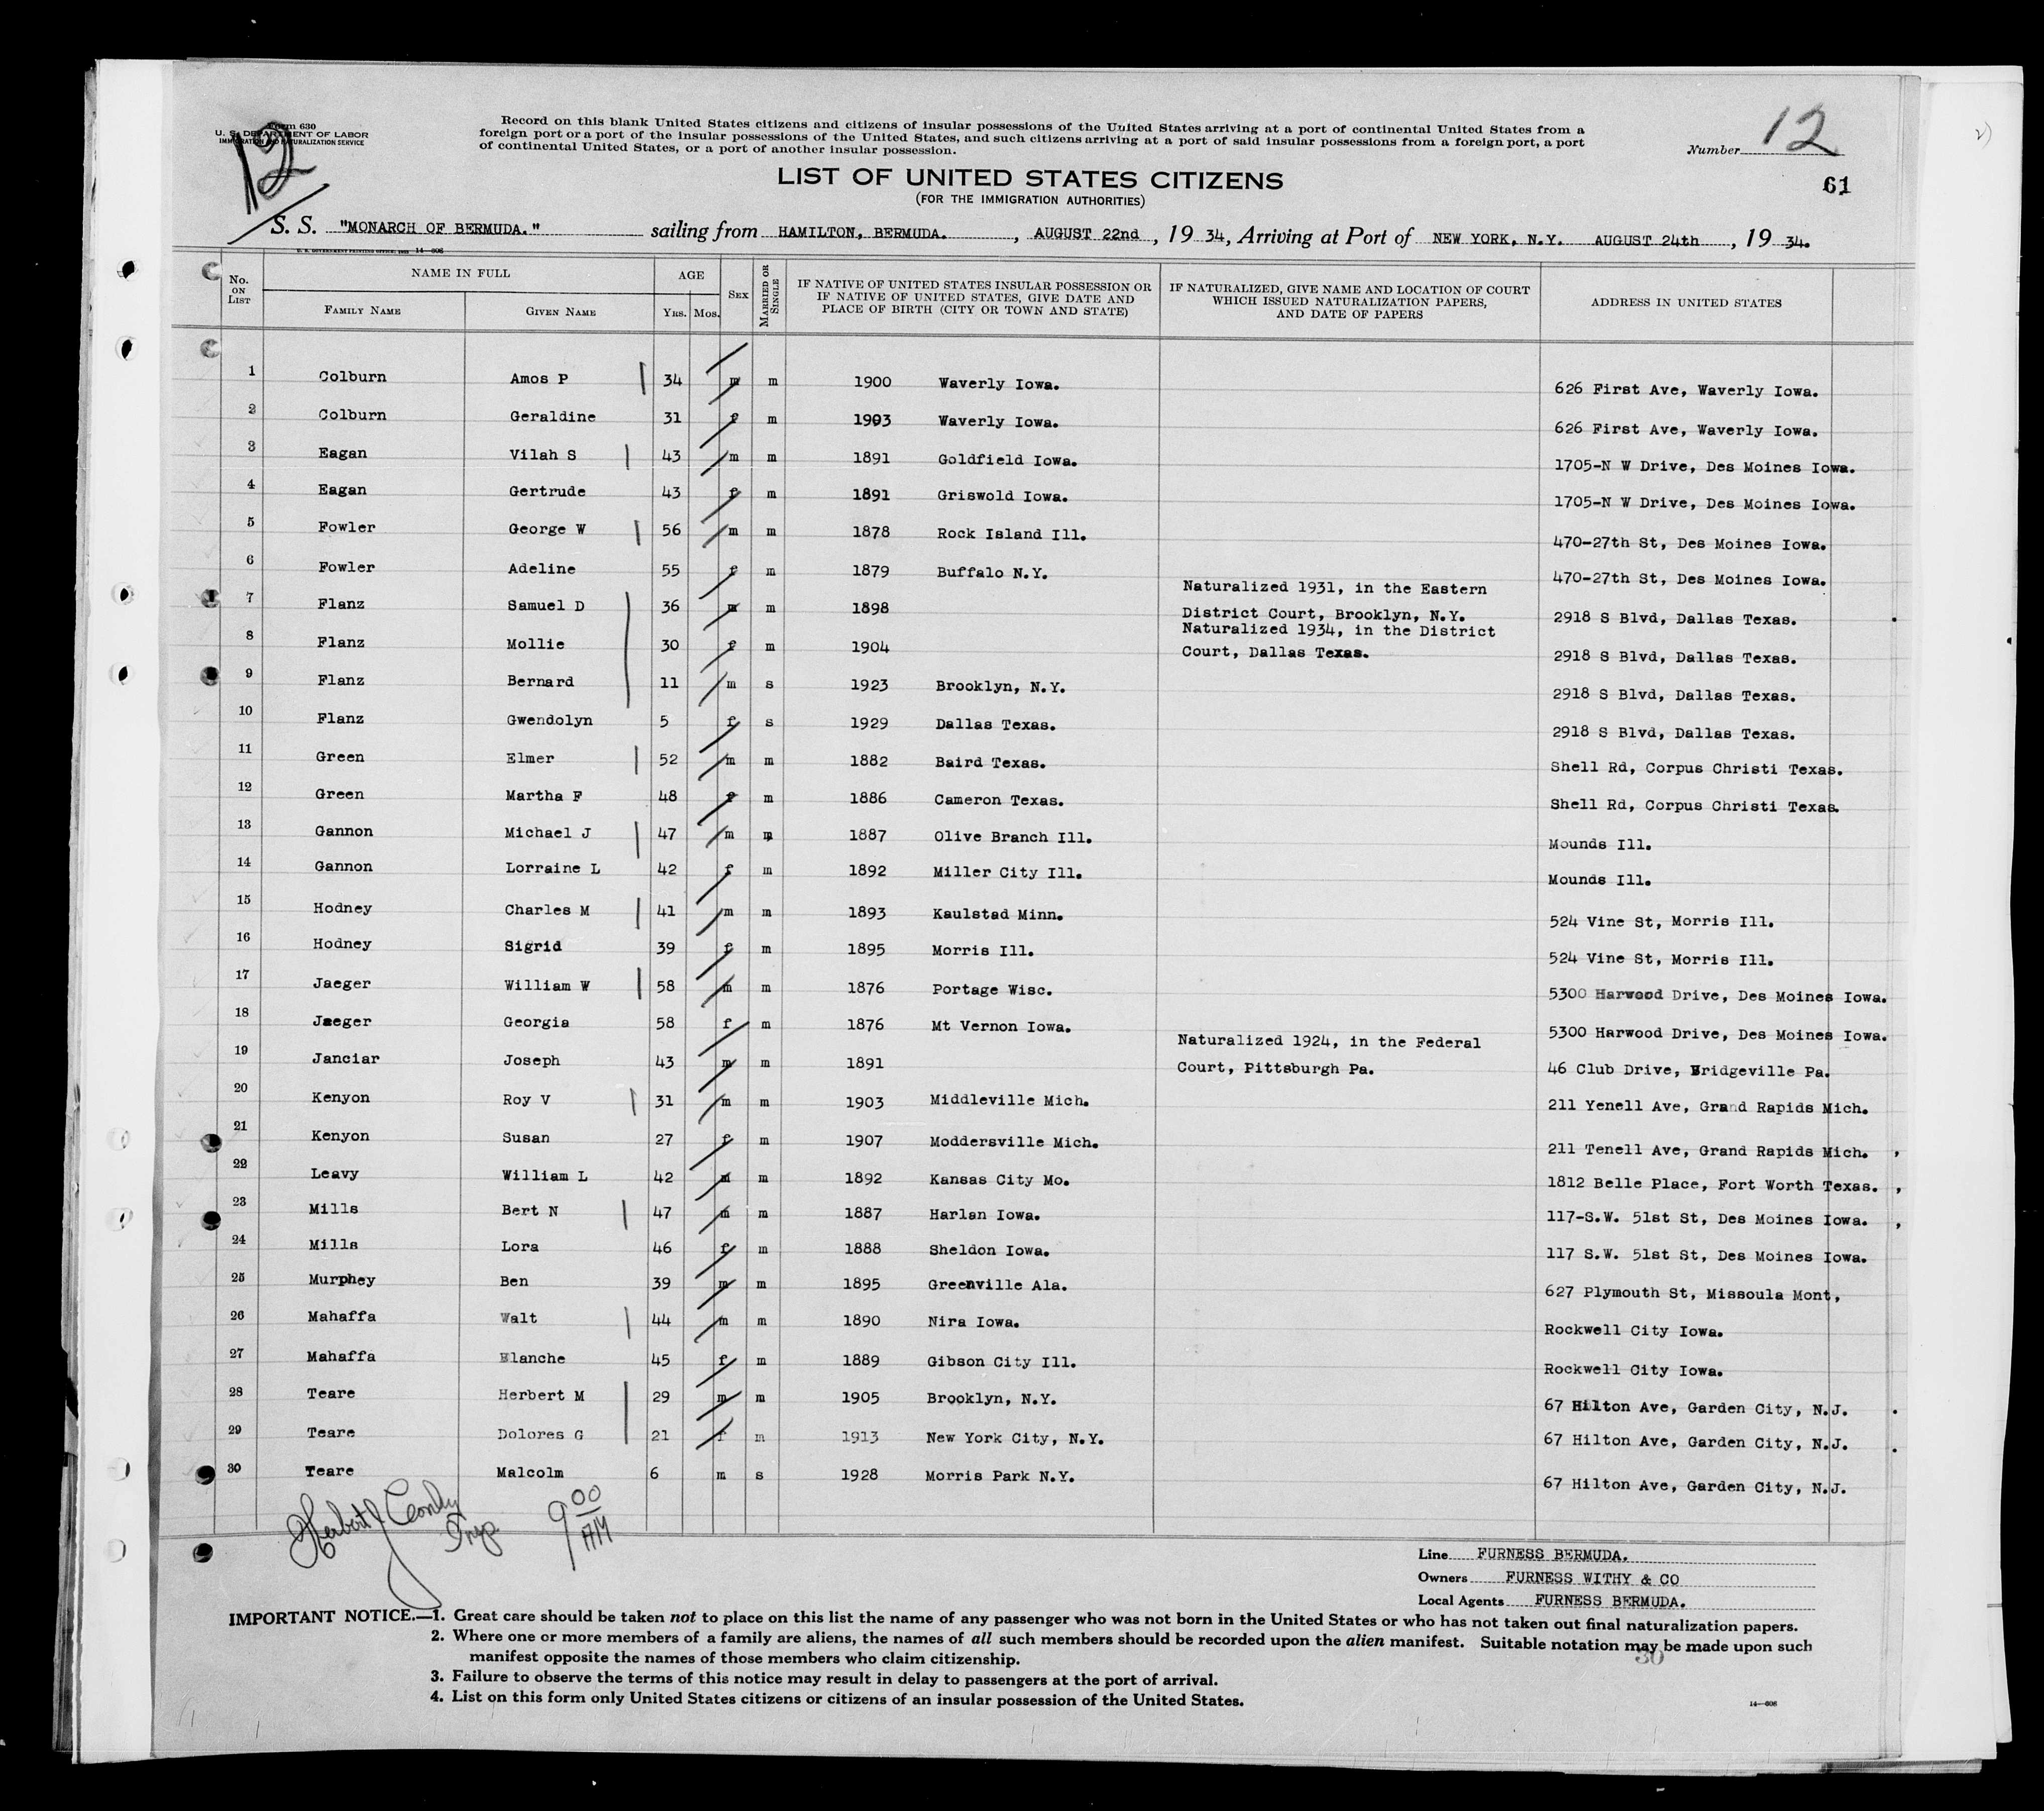 Form 630
U. S. DEPARTMENT OF LABOR
IMMIGRATION AND NATURALIZATION SERVICE
12
Record on this blank United States citizens and citizens of insular possessions of the United States arriving at a port of continental United States from a
foreign port or a port of the insular possessions of the United States, and such citizens arriving at a port of said insular possessions from a foreign port, a port
of continental United States, or a port of another insular possession.
Number 12
61
LIST OF UNITED STATES CITIZENS
(FOR THE IMMIGRATION AUTHORITIES)
S. S. "MONARCH OF BERMUDA." sailing from HAMILTON, BERMUDA. , AUGUST 22nd , 19 34, Arriving at Port of NEW YORK, N.Y. AUGUST 24th , 19 34.
No. ON LIST
NAME IN FULL
FAMILY NAME
GIVEN NAME
AGE
YRS. MOS.
SEX
MARRIED OR SINGLE
IF NATIVE OF UNITED STATES INSULAR POSSESSION OR
IF NATIVE OF UNITED STATES, GIVE DATE AND
PLACE OF BIRTH (CITY OR TOWN AND STATE)
IF NATURALIZED, GIVE NAME AND LOCATION OF COURT
WHICH ISSUED NATURALIZATION PAPERS,
AND DATE OF PAPERS
ADDRESS IN UNITED STATES
1 Colburn Amos P 34 m m 1900 Waverly Iowa. 626 First Ave, Waverly Iowa.
2 Colburn Geraldine 31 f m 1903 Waverly Iowa. 626 First Ave, Waverly Iowa.
3 Eagan Vilah S 43 m m 1891 Goldfield Iowa. 1705-N W Drive, Des Moines Iowa.
4 Eagan Gertrude 43 f m 1891 Griswold Iowa. 1705-N W Drive, Des Moines Iowa.
5 Fowler George W 56 m m 1878 Rock Island Ill. 470-27th St, Des Moines Iowa.
6 Fowler Adeline 55 f m 1879 Buffalo N.Y. 470-27th St, Des Moines Iowa.
Naturalized 1931, in the Eastern
7 Flanz Samuel D 36 m m 1898 District Court, Brooklyn, N.Y. 2918 S Blvd, Dallas Texas.
Naturalized 1934, in the District
8 Flanz Mollie 30 f m 1904 Court, Dallas Texas. 2918 S Blvd, Dallas Texas.
9 Flanz Bernard 11 m s 1923 Brooklyn, N.Y. 2918 S Blvd, Dallas Texas.
10 Flanz Gwendolyn 5 f s 1929 Dallas Texas. 2918 S Blvd, Dallas Texas.
11 Green Elmer 52 m m 1882 Baird Texas. Shell Rd, Corpus Christi Texas.
12 Green Martha F 48 f m 1886 Cameron Texas. Shell Rd, Corpus Christi Texas.
13 Gannon Michael J 47 m m 1887 Olive Branch Ill. Mounds Ill.
14 Gannon Lorraine L 42 f m 1892 Miller City Ill. Mounds Ill.
15 Hodney Charles M 41 m m 1893 Kaulstad Minn. 524 Vine St, Morris Ill.
16 Hodney Sigrid 39 f m 1895 Morris Ill. 524 Vine St, Morris Ill.
17 Jaeger William W 58 m m 1876 Portage Wisc. 5300 Harwood Drive, Des Moines Iowa.
18 Jaeger Georgia 58 f m 1876 Mt Vernon Iowa. 5300 Harwood Drive, Des Moines Iowa.
Naturalized 1924, in the Federal
19 Janciar Joseph 43 m m 1891 Court, Pittsburgh Pa. 46 Club Drive, Bridgeville Pa.
20 Kenyon Roy V 31 m m 1903 Middleville Mich. 211 Yenell Ave, Grand Rapids Mich.
21 Kenyon Susan 27 f m 1907 Moddersville Mich. 211 Tenell Ave, Grand Rapids Mich.
22 Leavy William L 42 m m 1892 Kansas City Mo. 1812 Belle Place, Fort Worth Texas.
23 Mills Bert N 47 m m 1887 Harlan Iowa. 117-S.W. 51st St, Des Moines Iowa.
24 Mills Lora 46 f m 1888 Sheldon Iowa. 117 S.W. 51st St, Des Moines Iowa.
25 Murphey Ben 39 m m 1895 Greenville Ala. 627 Plymouth St, Missoula Mont,
26 Mahaffa Walt 44 m m 1890 Nira Iowa. Rockwell City Iowa.
27 Mahaffa Blanche 45 f m 1889 Gibson City Ill. Rockwell City Iowa.
28 Teare Herbert M 29 m m 1905 Brooklyn, N.Y. 67 Hilton Ave, Garden City, N.J.
29 Teare Dolores G 21 f m 1913 New York City, N.Y. 67 Hilton Ave, Garden City, N.J.
30 Teare Malcolm 6 m s 1928 Morris Park N.Y. 67 Hilton Ave, Garden City, N.J.
Herbert J Insp. 9 00 AM
Line FURNESS BERMUDA.
Owners FURNESS WITHY & CO
Local Agents FURNESS BERMUDA.
IMPORTANT NOTICE.—1. Great care should be taken not to place on this list the name of any passenger who was not born in the United States or who has not taken out final naturalization papers.
2. Where one or more members of a family are aliens, the names of all such members should be recorded upon the alien manifest. Suitable notation may be made upon such
manifest opposite the names of those members who claim citizenship.
30
3. Failure to observe the terms of this notice may result in delay to passengers at the port of arrival.
4. List on this form only United States citizens or citizens of an insular possession of the United States.
14—606